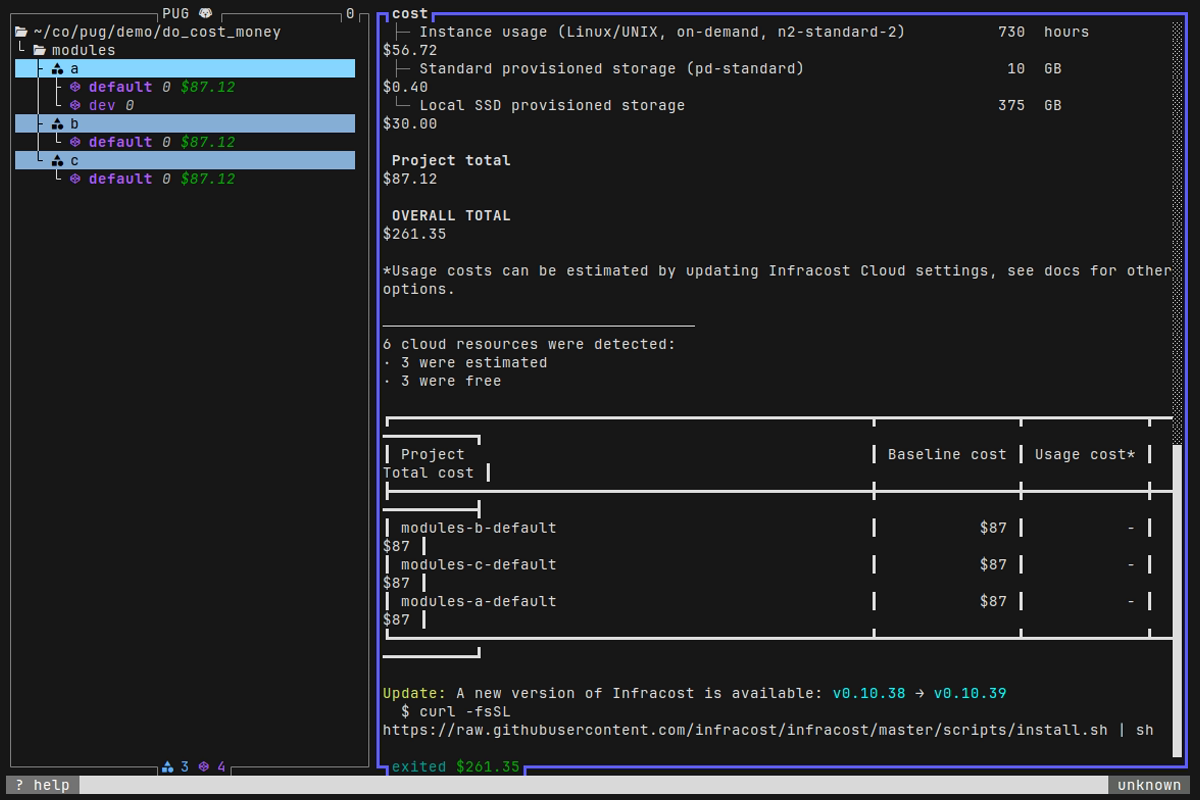 PUG 0
~/co/pug/demo/do_cost_money
modules
a
default 0 $87.12
dev 0
b
default 0 $87.12
c
default 0 $87.12
3 4
cost
Instance usage (Linux/UNIX, on-demand, n2-standard-2) 730 hours
$56.72
Standard provisioned storage (pd-standard) 10 GB
$0.40
Local SSD provisioned storage 375 GB
$30.00
Project total
$87.12
OVERALL TOTAL
$261.35
*Usage costs can be estimated by updating Infracost Cloud settings, see docs for other
options.
6 cloud resources were detected:
· 3 were estimated
· 3 were free
Project Baseline cost Usage cost*
Total cost
modules-b-default $87 -
$87
modules-c-default $87 -
$87
modules-a-default $87 -
$87
Update: A new version of Infracost is available: v0.10.38 → v0.10.39
$ curl -fsSL
https://raw.githubusercontent.com/infracost/infracost/master/scripts/install.sh | sh
exited $261.35
? help
unknown